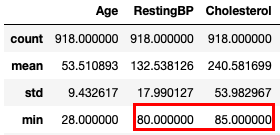 Age RestingBP Cholesterol
count 918.000000 918.000000 918.000000
mean 53.510893 132.538126 240.581699
std 9.432617 17.990127 53.982967
min 28.000000 80.000000 85.000000